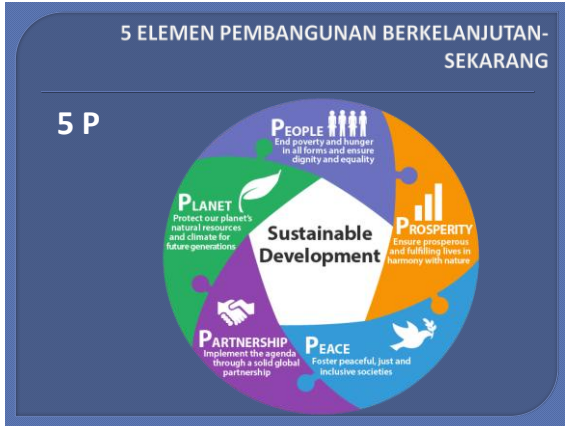 5 ELEMEN PEMBANGUNAN BERKELANJUTAN-
SEKARANG
5 P
PEOPLE
End poverty and hunger
in all forms and ensure
dignity and equality
PROSPERITY
Ensure prosperous
and fulfilling lives in
harmony with nature
PEACE
Foster peaceful, just and
inclusive societies
PARTNERSHIP
Implement the agenda
through a solid global
partnership
PLANET
Protect our planet's
natural resources
and climate for
future generations
Sustainable
Development